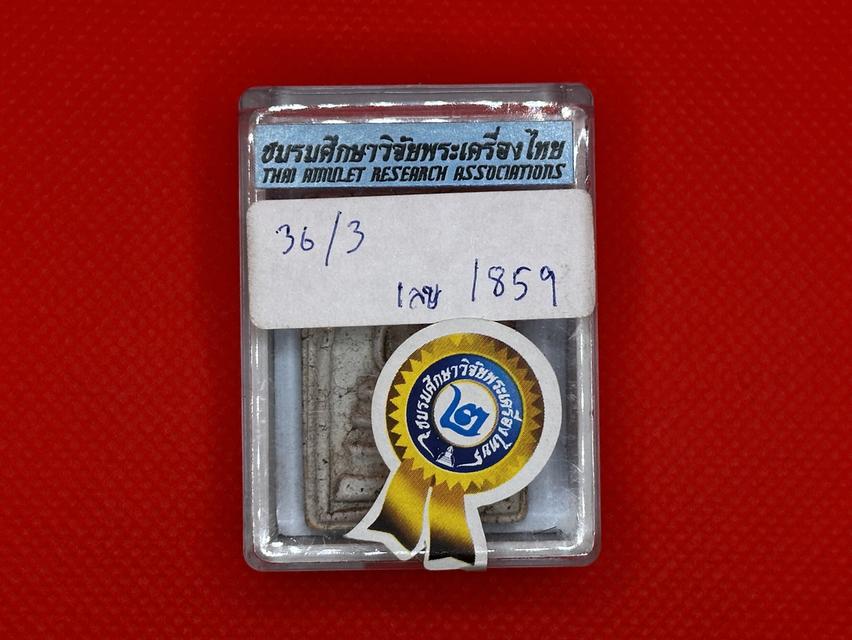 ชมรมศึกษาวิจัยพระเครื่องไทย
THAI AMULET RESEARCH ASSOCIATIONS
36/3
เลข 1859
ชมรมศึกษาวิจัยพระเครื่องไทย
๒